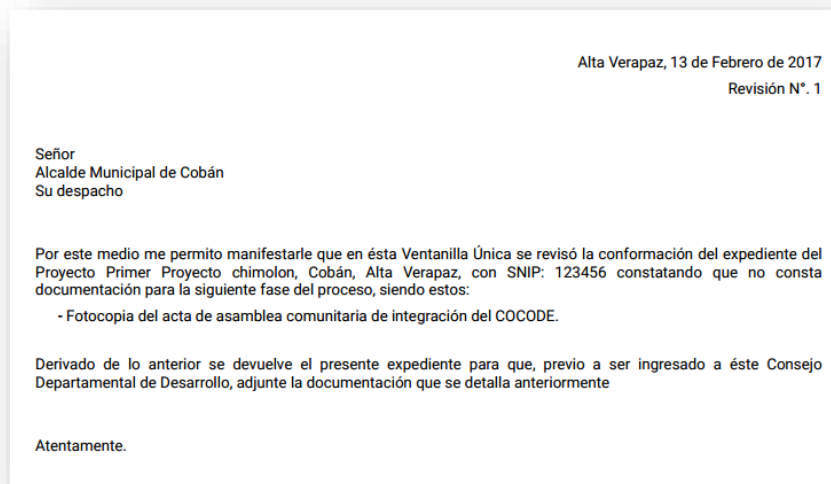 Alta Verapaz, 13 de Febrero de 2017
Revisión N°. 1
Señor
Alcalde Municipal de Cobán
Su despacho
Por este medio me permito manifestarle que en ésta Ventanilla Única se revisó la conformación del expediente del
Proyecto Primer Proyecto chimolon, Cobán, Alta Verapaz, con SNIP: 123456 constatando que no consta
documentación para la siguiente fase del proceso, siendo estos:
- Fotocopia del acta de asamblea comunitaria de integración del COCODE.
Derivado de lo anterior se devuelve el presente expediente para que, previo a ser ingresado a éste Consejo
Departamental de Desarrollo, adjunte la documentación que se detalla anteriormente
Atentamente.